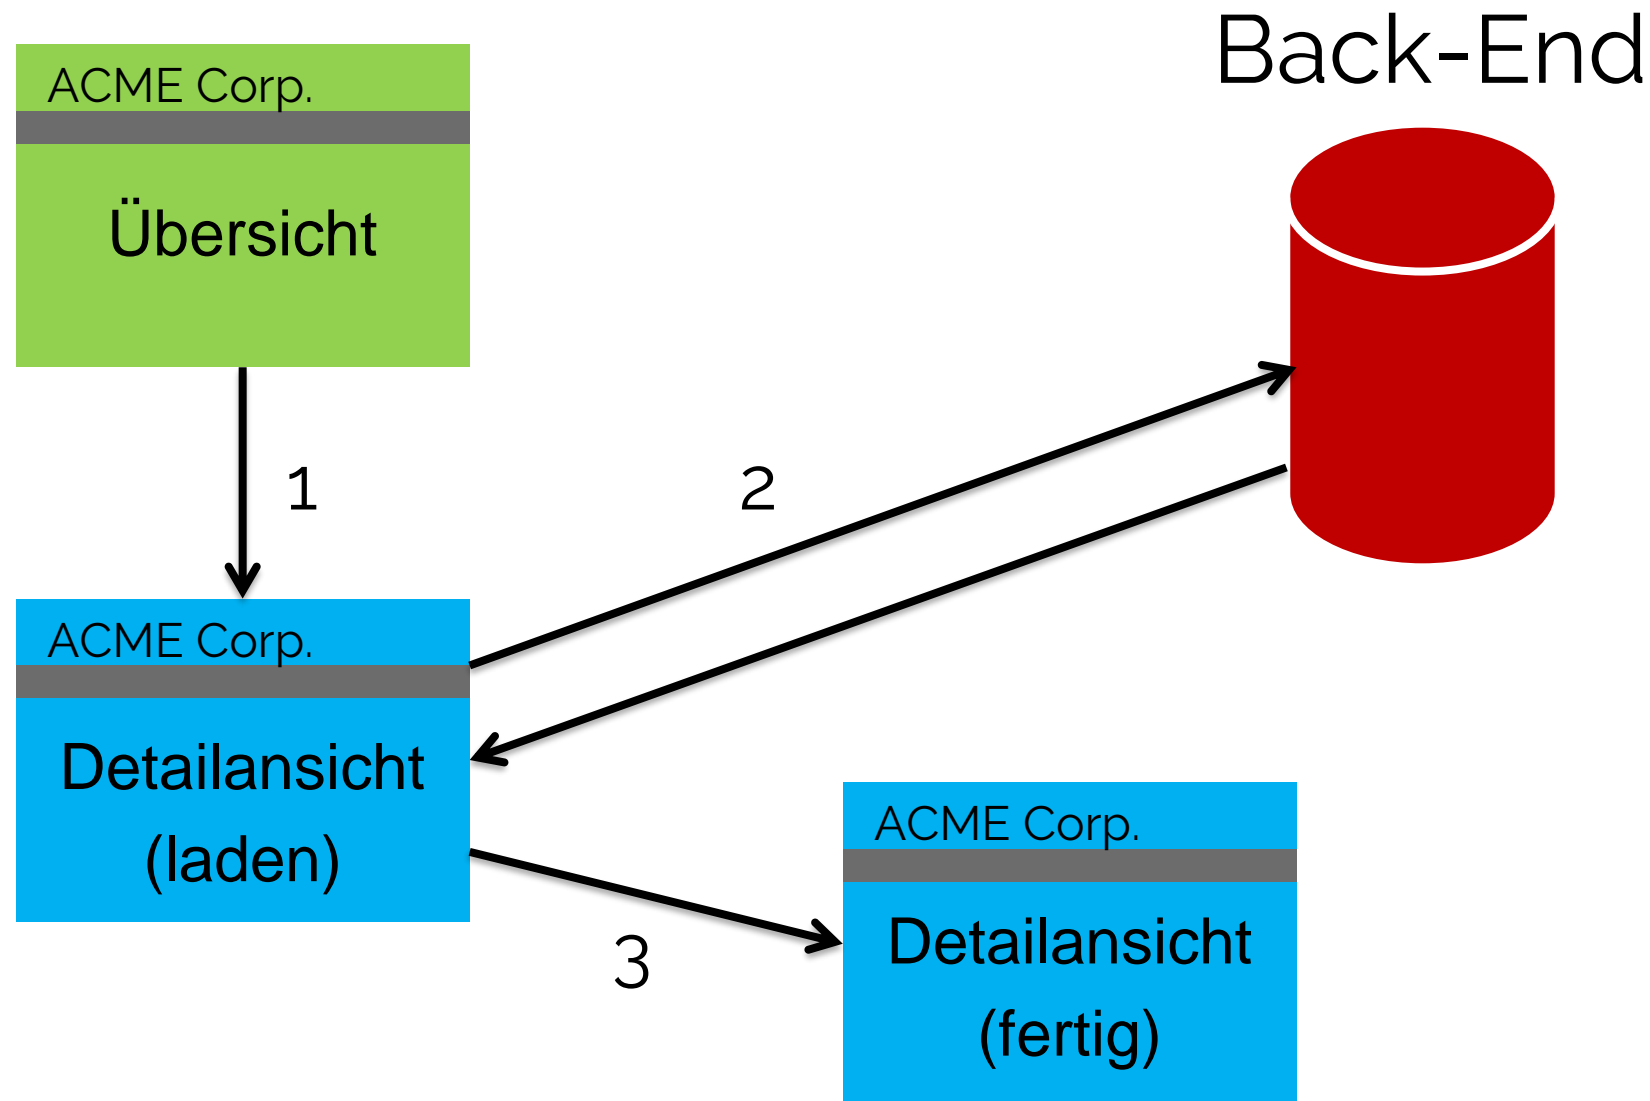 Back-End
ACME Corp.
Übersicht
1
2
ACME Corp.
Detailansicht
(laden)
3
ACME Corp.
Detailansicht
(fertig)